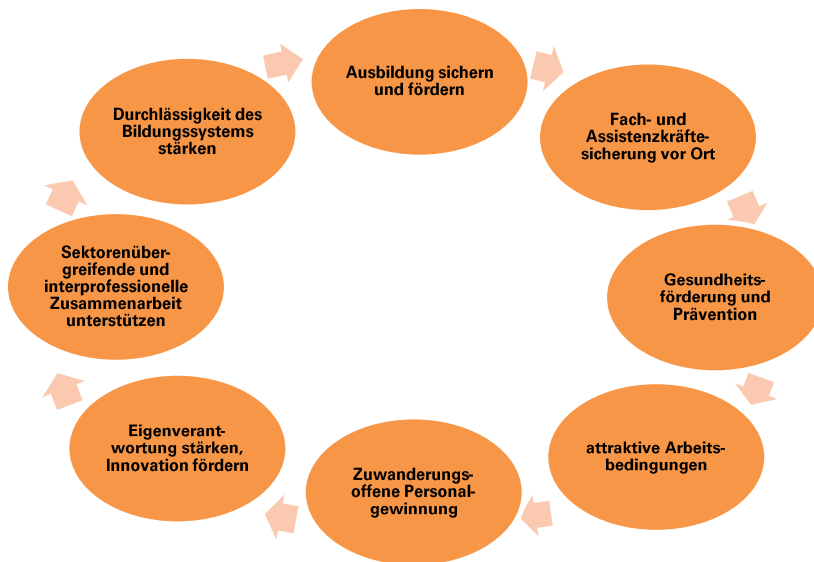 Ausbildung sichern
und fördern
Fach- und
Assistenzkräfte-
sicherung vor Ort
Gesundheits-
förderung und
Prävention
attraktive Arbeits-
bedingungen
Zuwanderungs-
offene Personal-
gewinnung
Eigenverant-
wortung stärken,
Innovation fördern
Sektorenüber-
greifende und
interprofessionelle
Zusammenarbeit
unterstützen
Durchlässigkeit des
Bildungssystems
stärken